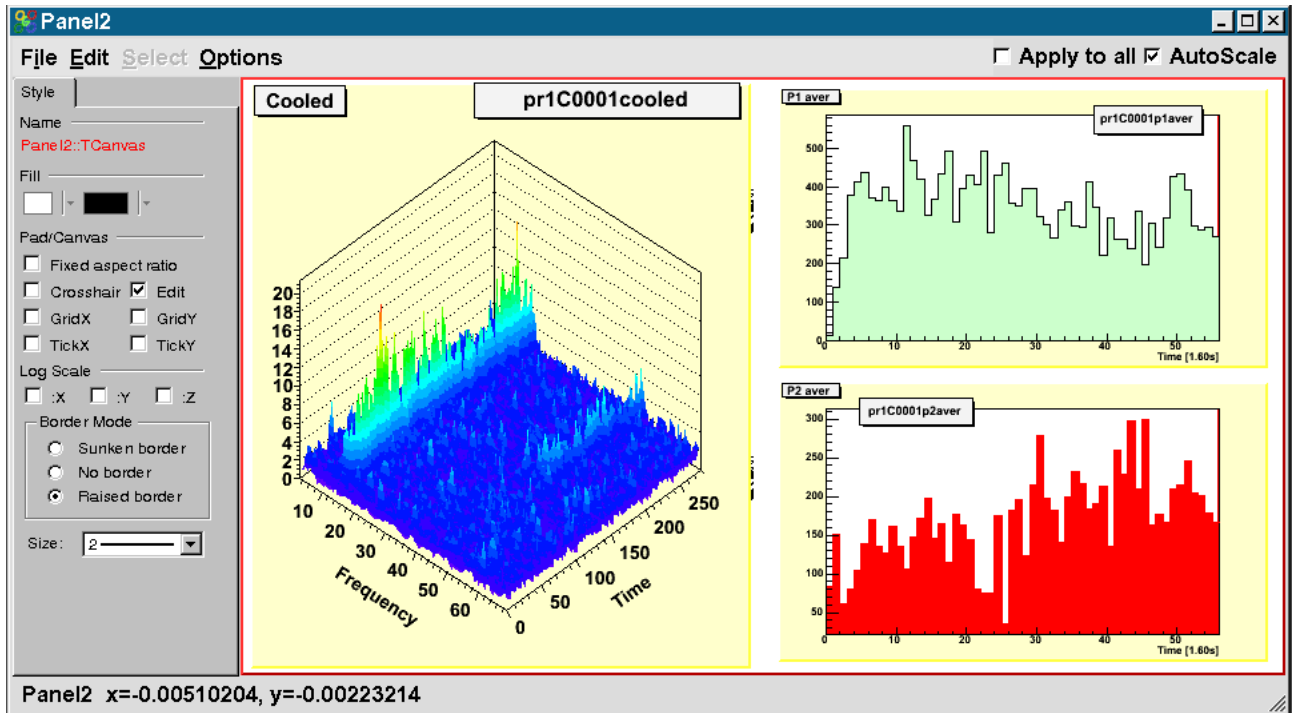 Panel2
File Edit Select Options
Apply to all AutoScale
Style
Name
Panel2::TCanvas
Fill
Pad/Canvas
Fixed aspect ratio
Crosshair Edit
GridX GridY
TickX TickY
Log Scale
:X :Y :Z
Border Mode
Sunken border
No border
Raised border
Size: 2
Cooled
pr1C0001cooled
20
18
16
14
12
10
8
6
4
2
0
10
20
30
40
50
60
Frequency
0
50
100
150
200
250
Time
P1 aver
pr1C0001p1aver
500
400
300
200
100
0
0 10 20 30 40 50
Time [1.60s]
P2 aver
pr1C0001p2aver
300
250
200
150
100
50
0 10 20 30 40 50
Time [1.60s]
Panel2 x=-0.00510204, y=-0.00223214